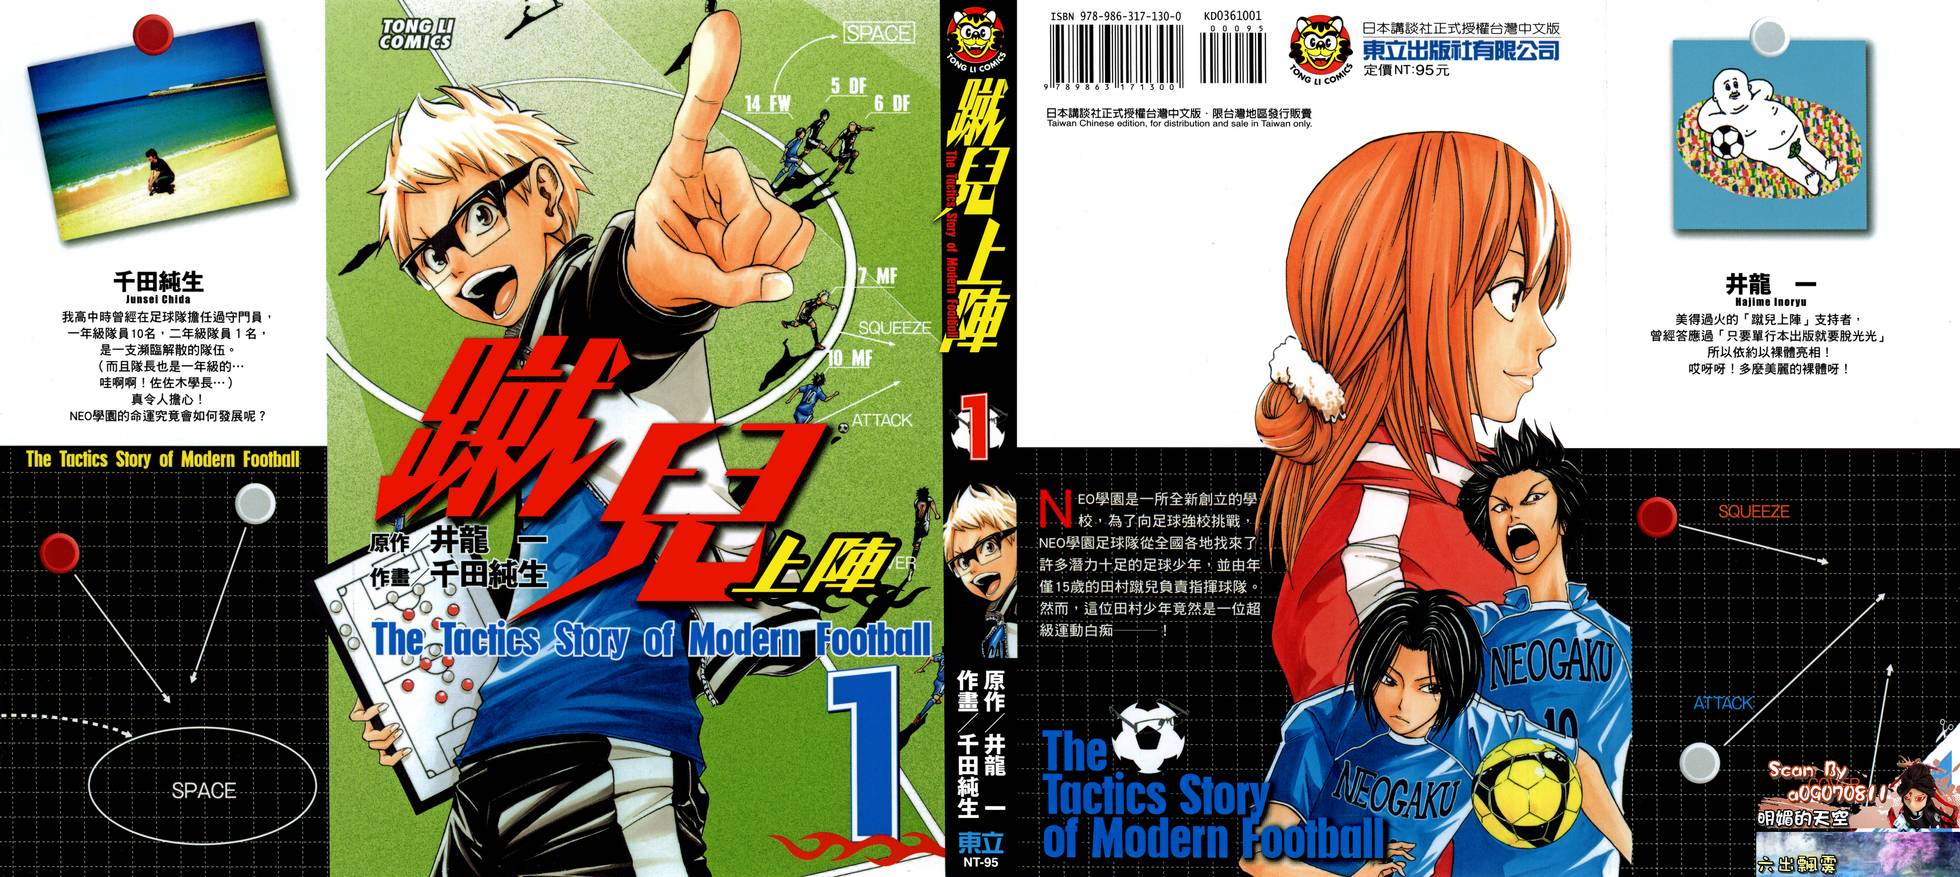 千田純生
Junsei Chida
我高中時曾經在足球隊擔任過守門員，
一年級隊員10名，二年級隊員1名，
是一支瀕臨解散的隊伍。
（而且隊長也是一年級的…
哇啊啊！佐佐木學長…）
真令人擔心！
NEO學園的命運究竟會如何發展呢？
The Tactics Story of Modern Football
SPACE
TONG LI
COMICS
SPACE
14 FW
5 DF
6 DF
7 MF
SQUEEZE
10 MF
ATTACK
蹴兒
上陣
原作／井龍 一
作畫／千田純生
The Tactics Story of Modern Football
1
TONG LI COMICS
蹴兒上陣
The Tactics Story of Modern Football
1
原作／井龍 一
作畫／千田純生
東立
NT-95
ISBN 978-986-317-130-0
KD0361001
00095
9789863171300
TONG LI COMICS
日本講談社正式授權台灣中文版
東立出版社有限公司
定價NT:95元
日本講談社正式授權台灣中文版．限台灣地區發行販賣
Taiwan Chinese edition, for distribution and sale in Taiwan only.
NEO學園是一所全新創立的學
校，為了向足球強校挑戰，
NEO學園足球隊從全國各地找來了
許多潛力十足的足球少年，並由年
僅15歲的田村蹴兒負責指揮球隊。
然而，這位田村少年竟然是一位超
級運動白痴——！
NEOGAKU
10
NEOGAKU
The
Tactics Story
of Modern Football
井龍 一
Hajime Inoryu
美得過火的「蹴兒上陣」支持者，
曾經答應過「只要單行本出版就要脫光光」
所以依約以裸體亮相！
哎呀呀！多麼美麗的裸體呀！
SQUEEZE
ATTACK
Scan By
a09070811
明媚的天空
六出飄雾